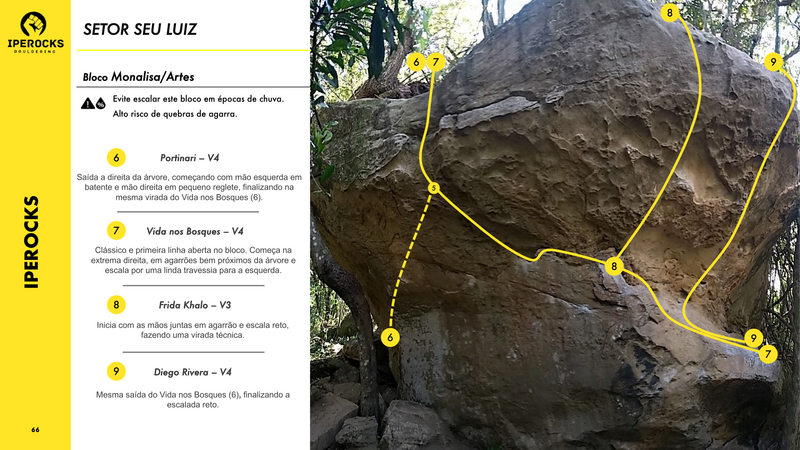 IPEROCKS
BOULDERING
SETOR SEU LUIZ
Bloco Monalisa/Artes
Evite escalar este bloco em épocas de chuva.
Alto risco de quebras de agarra.
6
Portinari – V4
Saída a direita da árvore, começando com mão esquerda em
batente e mão direita em pequeno reglete, finalizando na
mesma virada do Vida nos Bosques (6).
7
Vida nos Bosques – V4
Clássico e primeira linha aberta no bloco. Começa na
extrema direita, em agarrões bem próximos da árvore e
escala por uma linda travessia para a esquerda.
8
Frida Khalo – V3
Inicia com as mãos juntas em agarrão e escala reto,
fazendo uma virada técnica.
9
Diego Rivera – V4
Mesma saída do Vida nos Bosques (6), finalizando a
escalada reto.
IPEROCKS
66
8
6 7
9
5
8
6
9
7